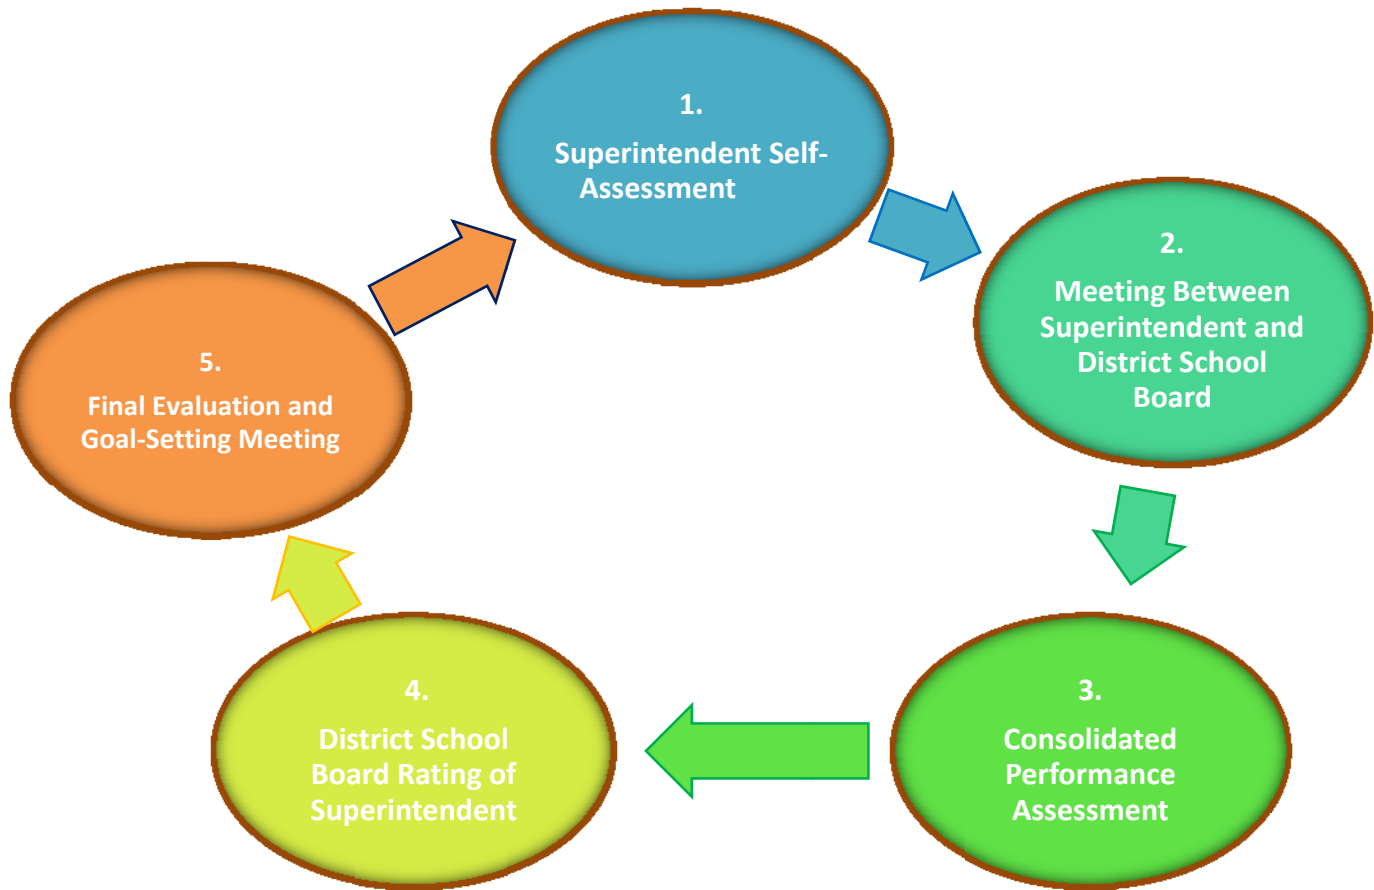 1.
Superintendent Self-
Assessment
2.
Meeting Between
Superintendent and
District School
Board
3.
Consolidated
Performance
Assessment
4.
District School
Board Rating of
Superintendent
5.
Final Evaluation and
Goal-Setting Meeting